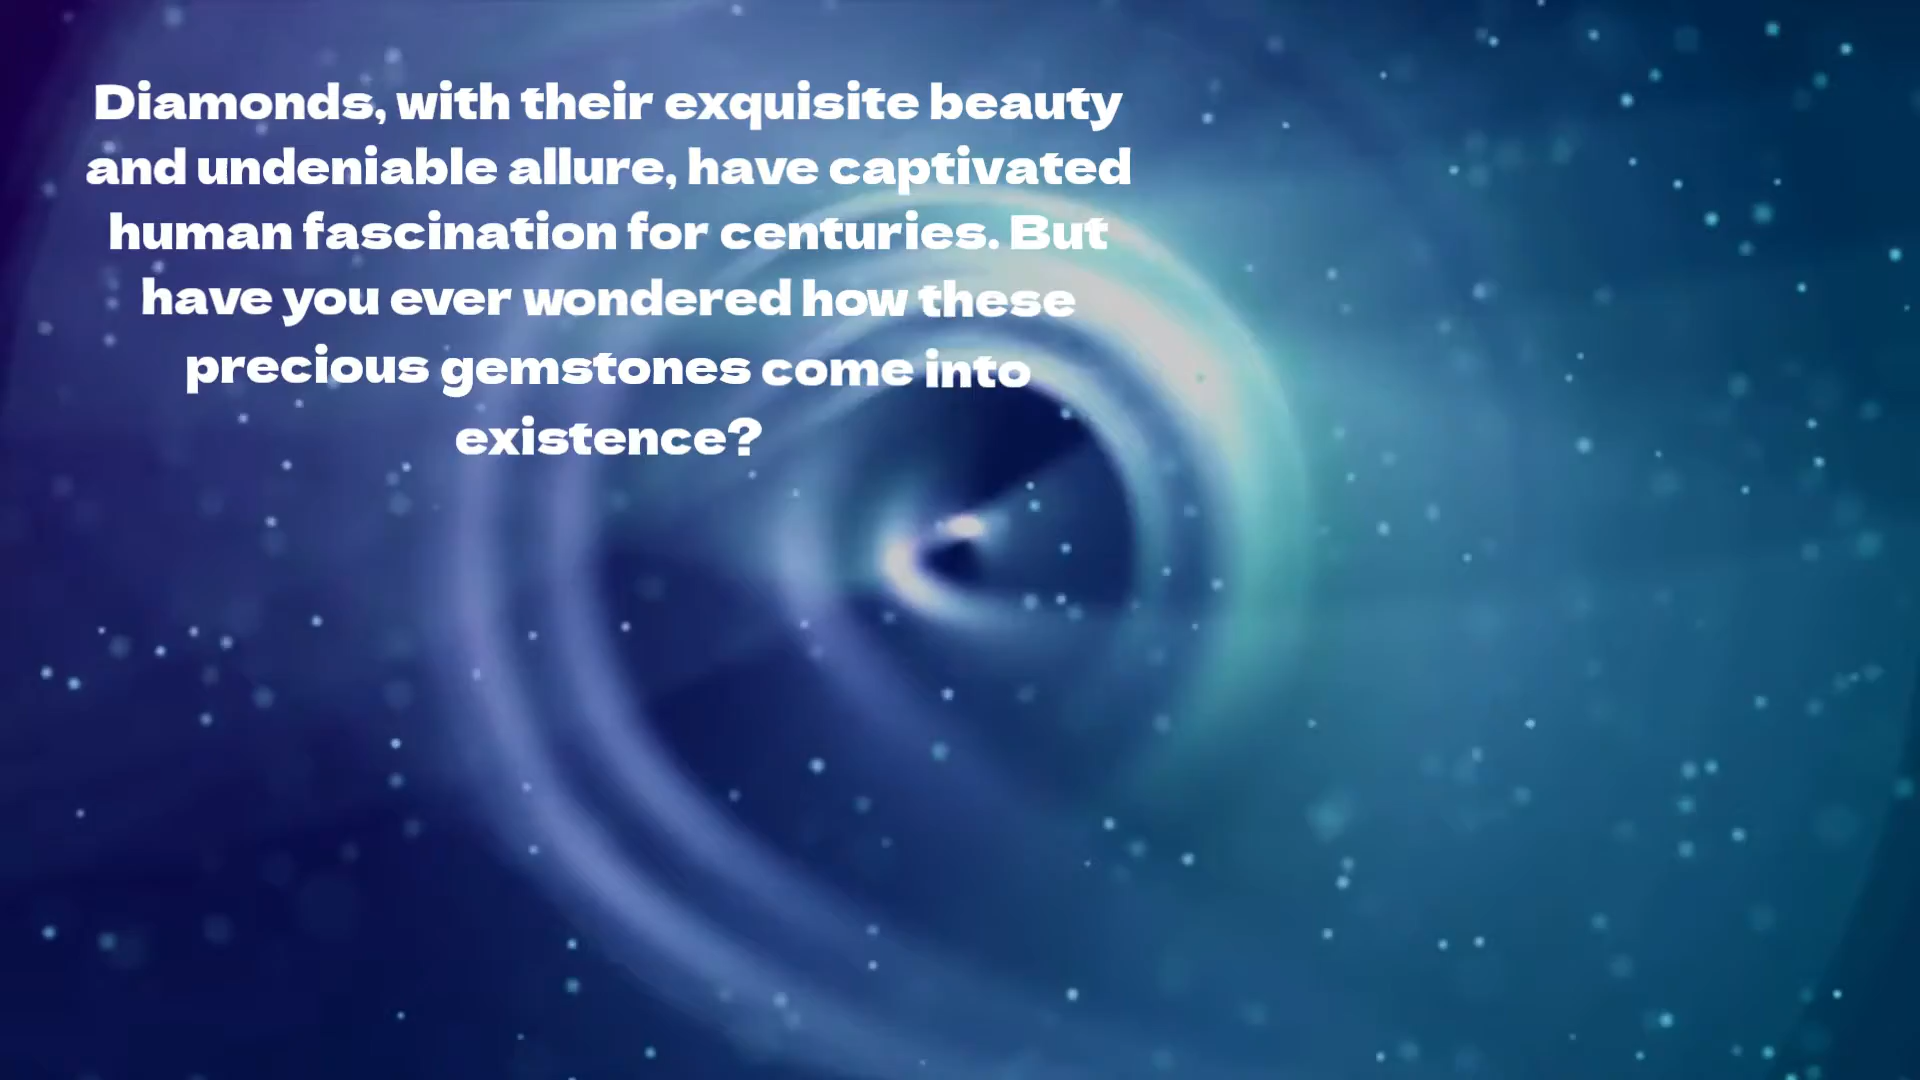 Diamonds, with their exquisite beauty
and undeniable allure, have captivated
human fascination for centuries. But
have you ever wondered how these
precious gemstones come into
existence?